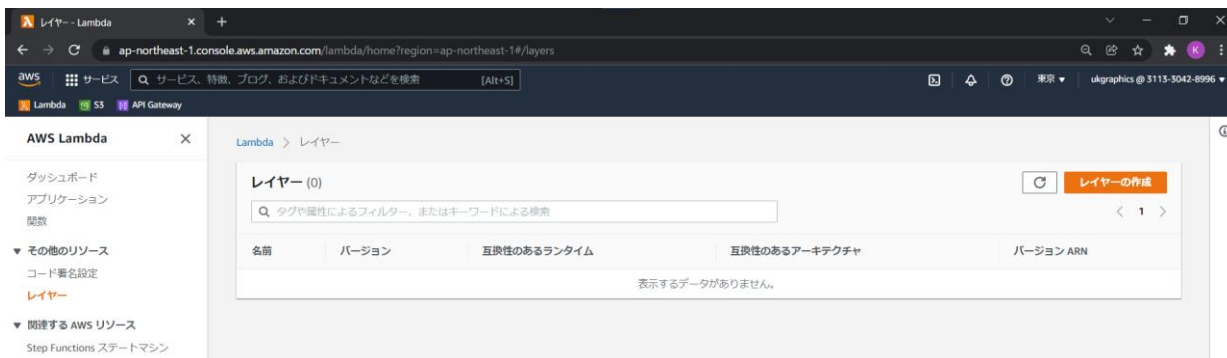 レイヤー - Lambda
ap-northeast-1.console.aws.amazon.com/lambda/home?region=ap-northeast-1#/layers
K
aws サービス サービス、特徴、ブログ、およびドキュメントなどを検索 [Alt+S] 東京 ▼ ukgraphics @ 3113-3042-8996 ▼
Lambda S3 API Gateway
AWS Lambda
Lambda > レイヤー
ダッシュボード
アプリケーション
関数
▼ その他のリソース
コード署名設定
レイヤー
▼ 関連する AWS リソース
Step Functions ステートマシン
レイヤー (0) レイヤーの作成
タグや属性によるフィルター、またはキーワードによる検索 < 1 >
名前 バージョン 互換性のあるランタイム 互換性のあるアーキテクチャ バージョン ARN
表示するデータがありません。